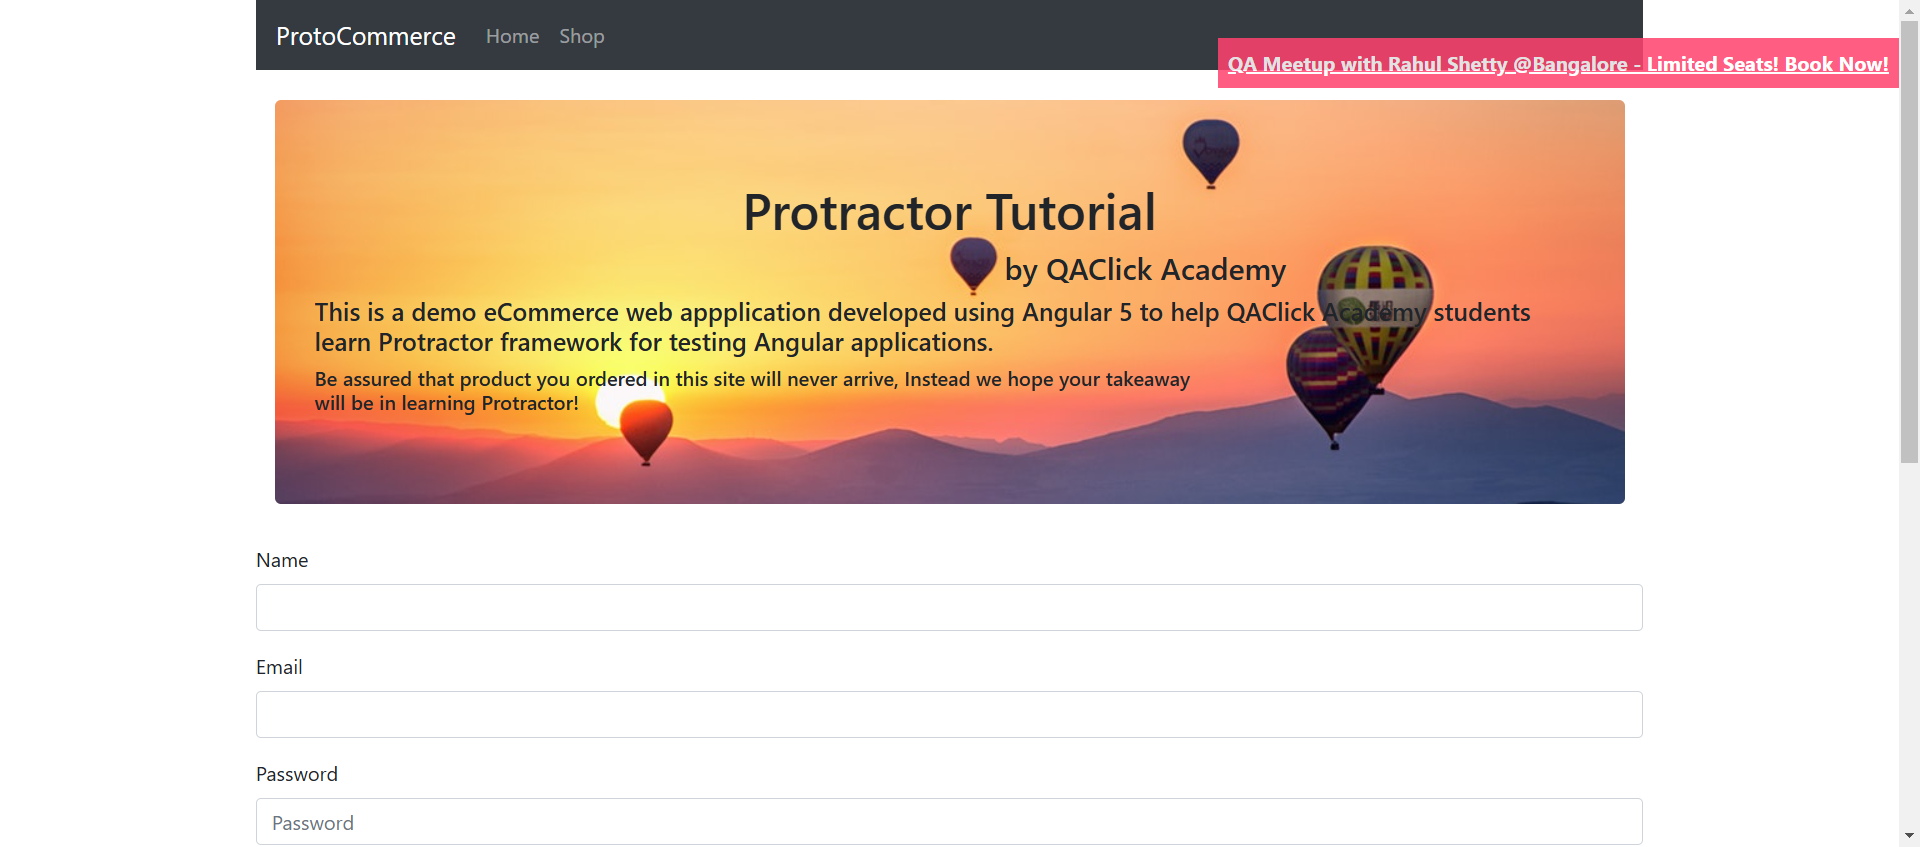 ProtoCommerce Home Shop
QA Meetup with Rahul Shetty @Bangalore - Limited Seats! Book Now!
Protractor Tutorial
by QAClick Academy
This is a demo eCommerce web appplication developed using Angular 5 to help QAClick Academy students
learn Protractor framework for testing Angular applications.
Be assured that product you ordered in this site will never arrive, Instead we hope your takeaway
will be in learning Protractor!
Name
Email
Password
Password